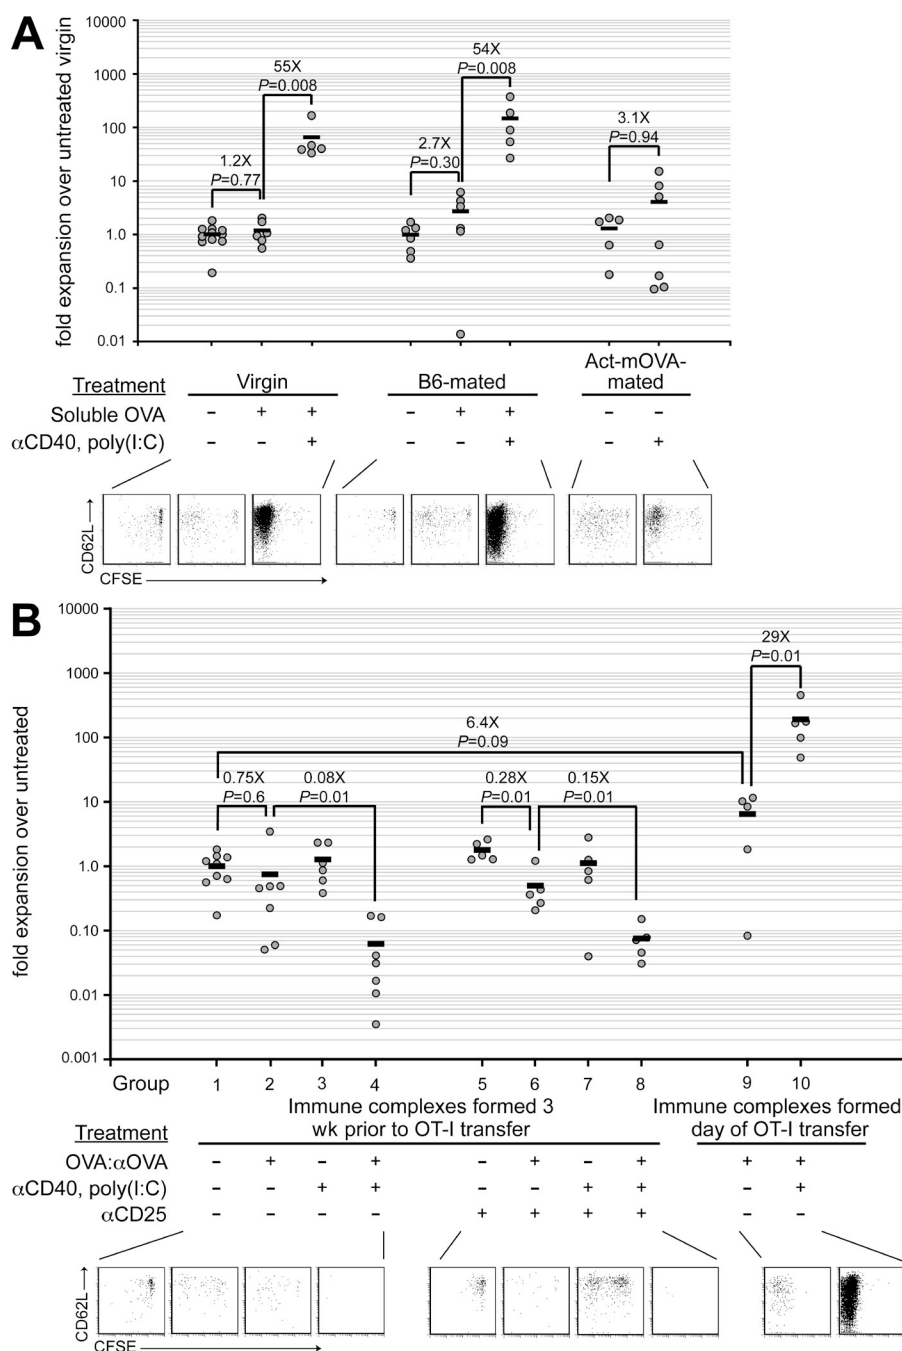 A
fold expansion over untreated virgin
10000
1000
100
10
1.0
0.1
0.01
1.2X
P=0.77
55X
P=0.008
2.7X
P=0.30
54X
P=0.008
3.1X
P=0.94
Treatment
Virgin
B6-mated
Act-mOVA-
mated
Soluble OVA – + + – + + – –
αCD40, poly(I:C) – – + – – + – +
CD62L
CFSE
B
fold expansion over untreated
10000
1000
100
10
1.0
0.10
0.01
0.001
0.75X
P=0.6
0.08X
P=0.01
6.4X
P=0.09
0.28X
P=0.01
0.15X
P=0.01
29X
P=0.01
Group 1 2 3 4 5 6 7 8 9 10
Immune complexes formed 3
wk prior to OT-I transfer
Immune complexes formed
day of OT-I transfer
Treatment
OVA:αOVA – + – + – + – + + +
αCD40, poly(I:C) – – + + – – + + – +
αCD25 – – – – + + + + – –
CD62L
CFSE